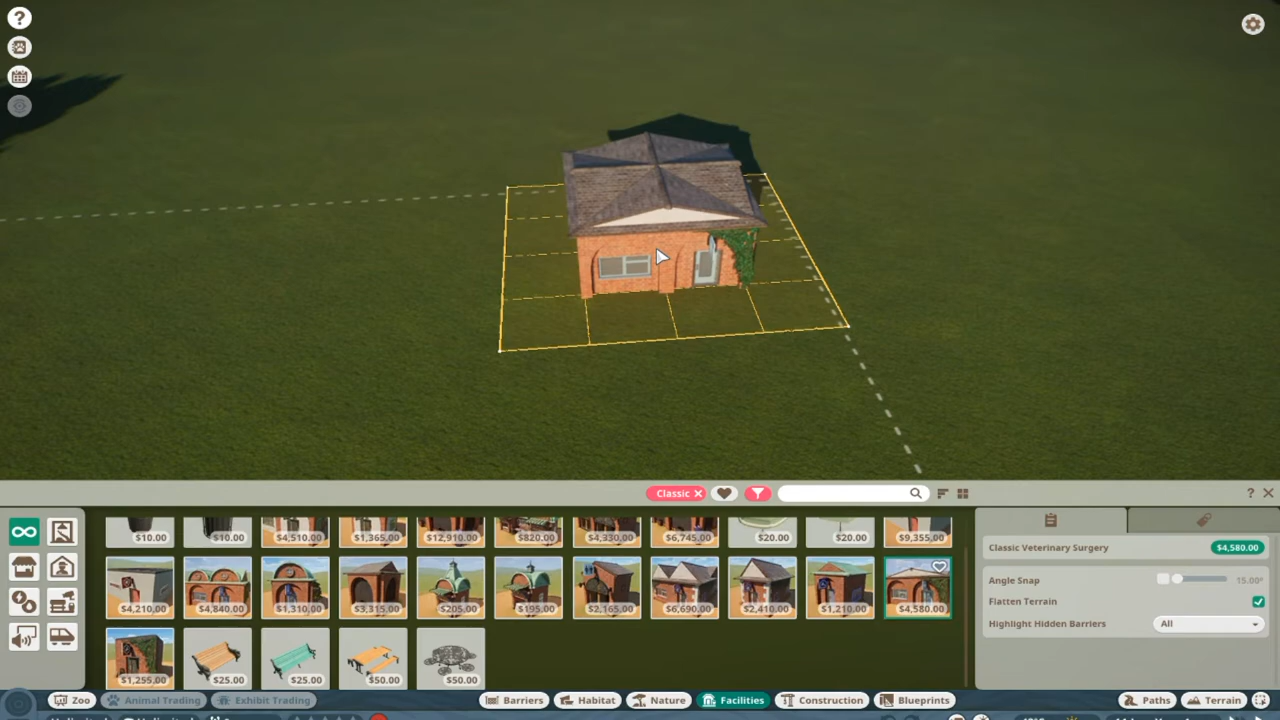 ?
Classic ×
? ×
$10.00 $10.00 $4,510.00 $1,365.00 $12,910.00 $820.00 $4,330.00 $6,745.00 $20.00 $20.00 $9,355.00
Classic Veterinary Surgery $4,580.00
Angle Snap 15.00°
Flatten Terrain
Highlight Hidden Barriers All
$4,210.00 $4,840.00 $1,310.00 $3,315.00 $205.00 $195.00 $2,165.00 $6,690.00 $2,410.00 $1,210.00 $4,580.00
$1,255.00 $25.00 $25.00 $50.00 $50.00
Zoo Animal Trading Exhibit Trading Barriers Habitat Nature Facilities Construction Blueprints Paths Terrain